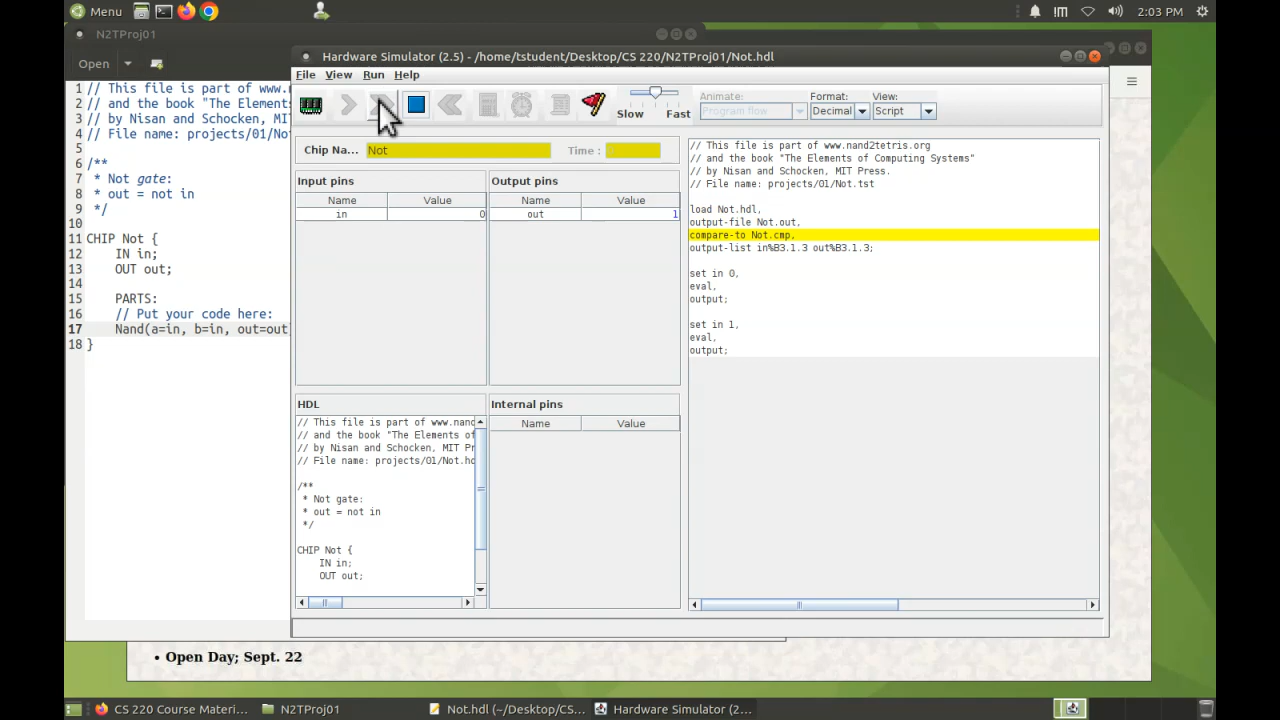 Menu
2:03 PM
N2TProj01
Open
1 // This file is part of www.
2 // and the book "The Elements
3 // by Nisan and Schocken, MIT
4 // File name: projects/01/Not
5
6 /**
7 * Not gate:
8 * out = not in
9 */
10
11 CHIP Not {
12 IN in;
13 OUT out;
14
15 PARTS:
16 // Put your code here:
17 Nand(a=in, b=in, out=out
18 }
Hardware Simulator (2.5) - /home/tstudent/Desktop/CS 220/N2TProj01/Not.hdl
File View Run Help
Slow Fast
Animate: Format: View:
Program flow Decimal Script
Chip Na... Not Time :
Input pins
Name Value
in 0
Output pins
Name Value
out 1
HDL
// This file is part of www.nand
// and the book "The Elements of
// by Nisan and Schocken, MIT Pr
// File name: projects/01/Not.hd
/**
* Not gate:
* out = not in
*/
CHIP Not {
IN in;
OUT out;
Internal pins
Name Value
// This file is part of www.nand2tetris.org
// and the book "The Elements of Computing Systems"
// by Nisan and Schocken, MIT Press.
// File name: projects/01/Not.tst
load Not.hdl,
output-file Not.out,
compare-to Not.cmp,
output-list in%B3.1.3 out%B3.1.3;
set in 0,
eval,
output;
set in 1,
eval,
output;
• Open Day; Sept. 22
CS 220 Course Materi...
N2TProj01
Not.hdl (~/Desktop/CS...
Hardware Simulator (2...